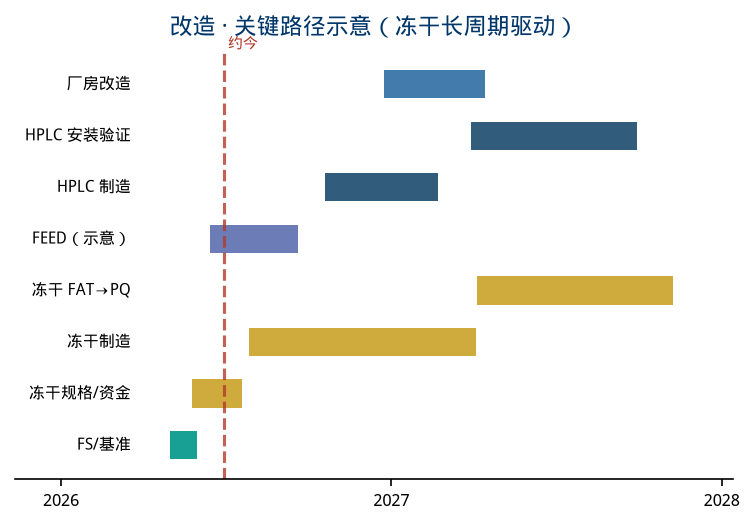 改造 · 关键路径示意（冻干长周期驱动）
约今
厂房改造
HPLC 安装验证
HPLC 制造
FEED（示意）
冻干 FAT→PQ
冻干制造
冻干规格/资金
FS/基准
2026
2027
2028